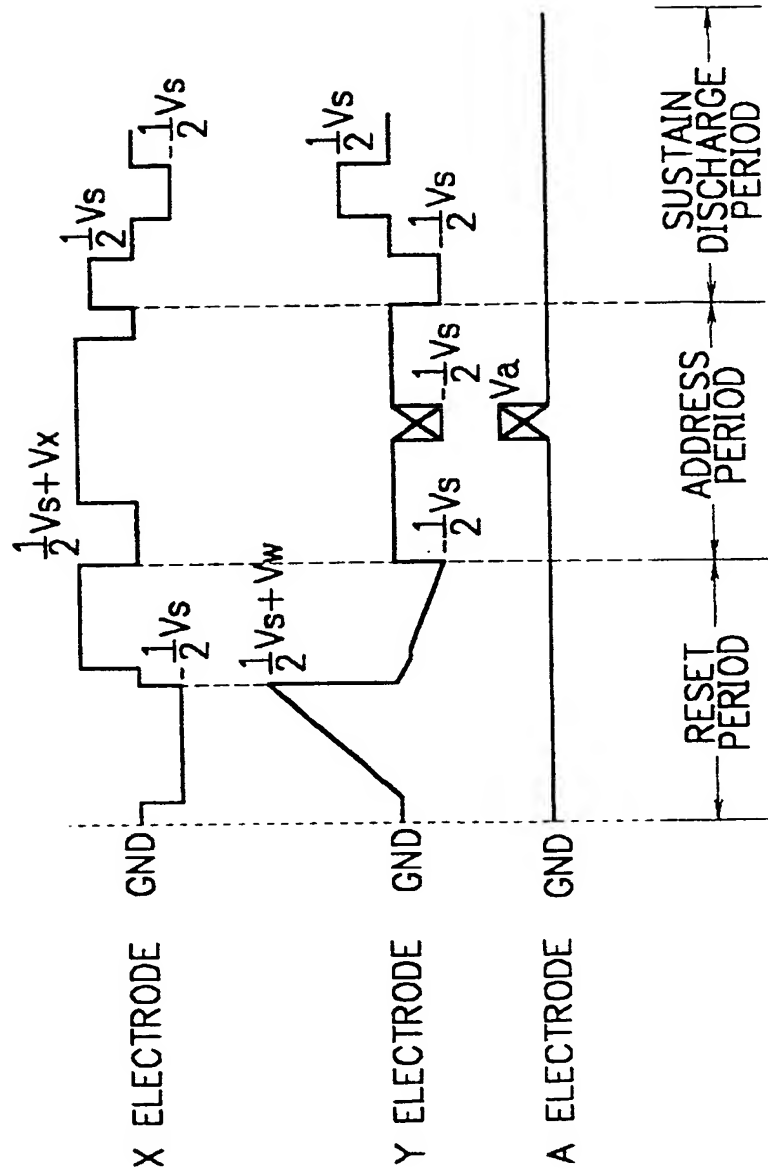 X ELECTRODE GND
-1/2Vs
1/2Vs+Vx
1/2Vs
-1/2Vs
Y ELECTRODE GND
1/2Vs+Vw
-1/2Vs
-1/2Vs
-1/2Vs
1/2Vs
A ELECTRODE GND
Va
RESET
PERIOD
ADDRESS
PERIOD
SUSTAIN
DISCHARGE
PERIOD